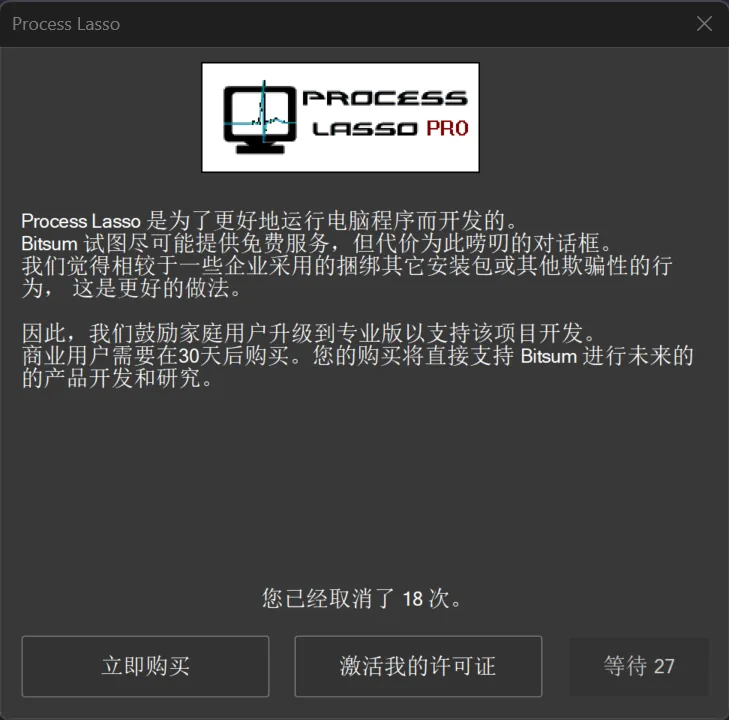 Process Lasso
PROCESS
LASSO PRO
Process Lasso 是为了更好地运行电脑程序而开发的。
Bitsum 试图尽可能提供免费服务，但代价为此唠叨的对话框。
我们觉得相较于一些企业采用的捆绑其它安装包或其他欺骗性的行
为， 这是更好的做法。
因此，我们鼓励家庭用户升级到专业版以支持该项目开发。
商业用户需要在30天后购买。您的购买将直接支持 Bitsum 进行未来的
的产品开发和研究。
您已经取消了 18 次。
立即购买
激活我的许可证
等待 27